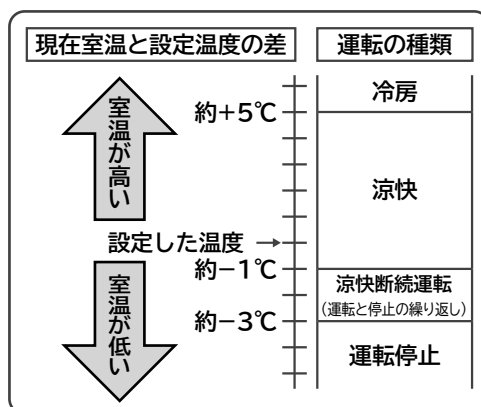 現在室温と設定温度の差
運転の種類
室温が高い
約+5℃
設定した温度→
約−1℃
約−3℃
室温が低い
冷房
涼快
涼快断続運転
(運転と停止の繰り返し)
運転停止